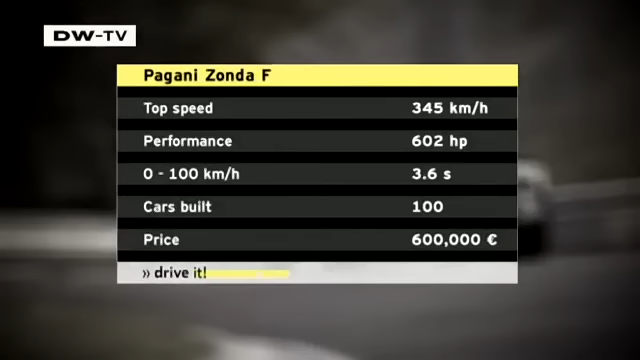 DW-TV
Pagani Zonda F
Top speed 345 km/h
Performance 602 hp
0 - 100 km/h 3.6 s
Cars built 100
Price 600,000 €
» drive it!